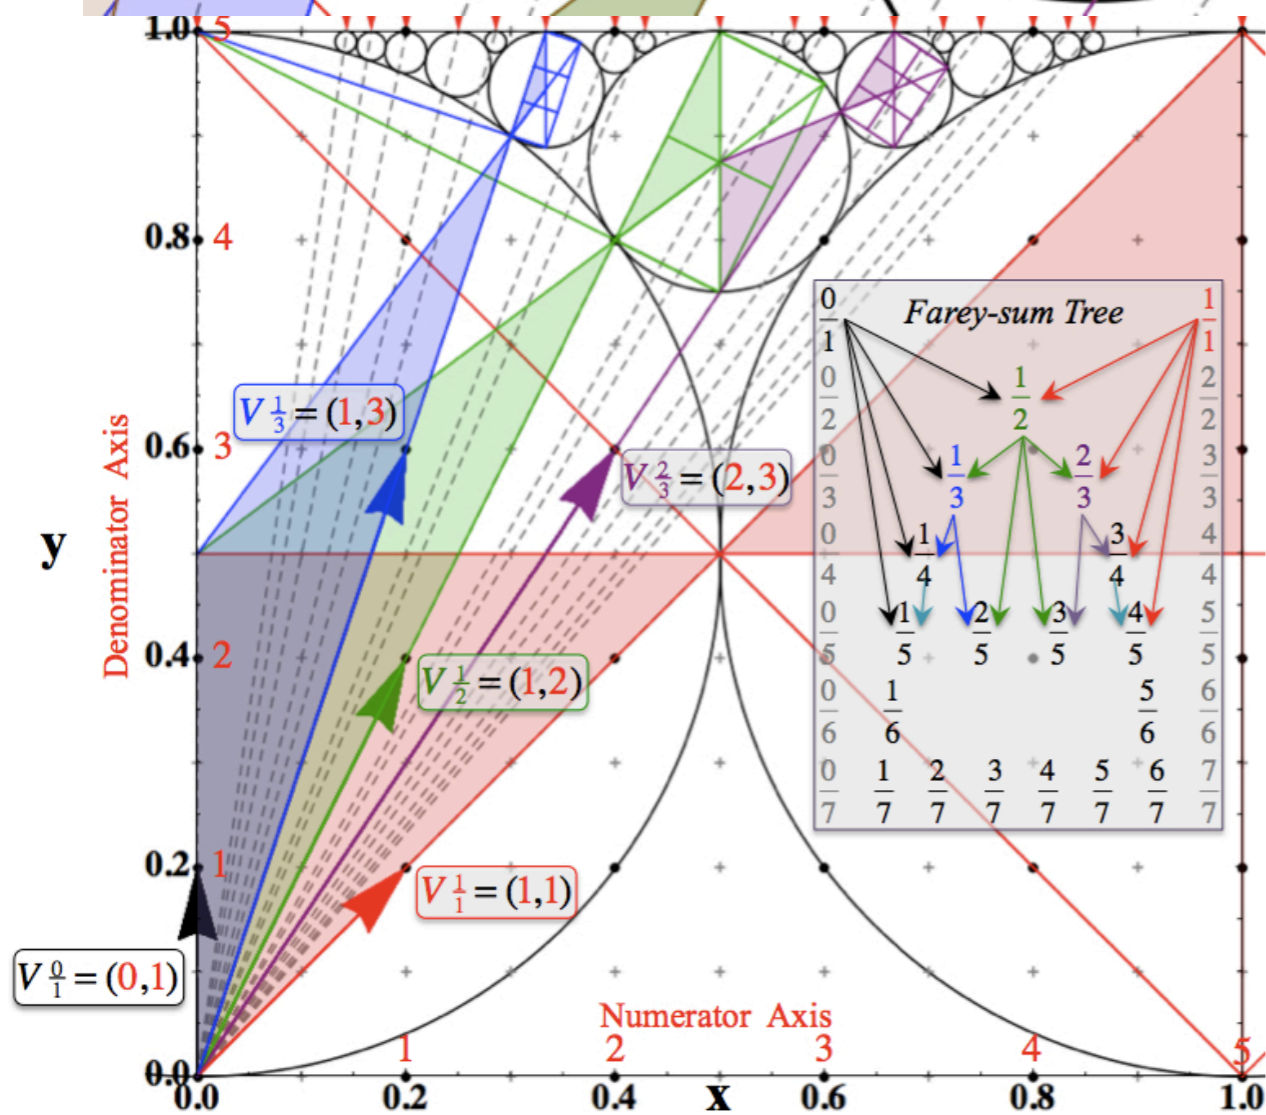 1.0 5
0.8 4
0.6 3
0.4 2
0.2 1
0.0
y
Denominator Axis
V 1/3 = (1,3)
V 2/3 = (2,3)
V 1/2 = (1,2)
V 1/1 = (1,1)
V 0/1 = (0,1)
Farey-sum Tree
0/1 1/1
0/2 1/2 2/2
0/3 1/3 2/3 3/3
0/4 1/4 3/4 4/4
0/5 1/5 2/5 3/5 4/5 5/5
0/6 1/6 5/6 6/6
0/7 1/7 2/7 3/7 4/7 5/7 6/7 7/7
Numerator Axis
1 2 3 4 5
0.0 0.2 0.4 x 0.6 0.8 1.0